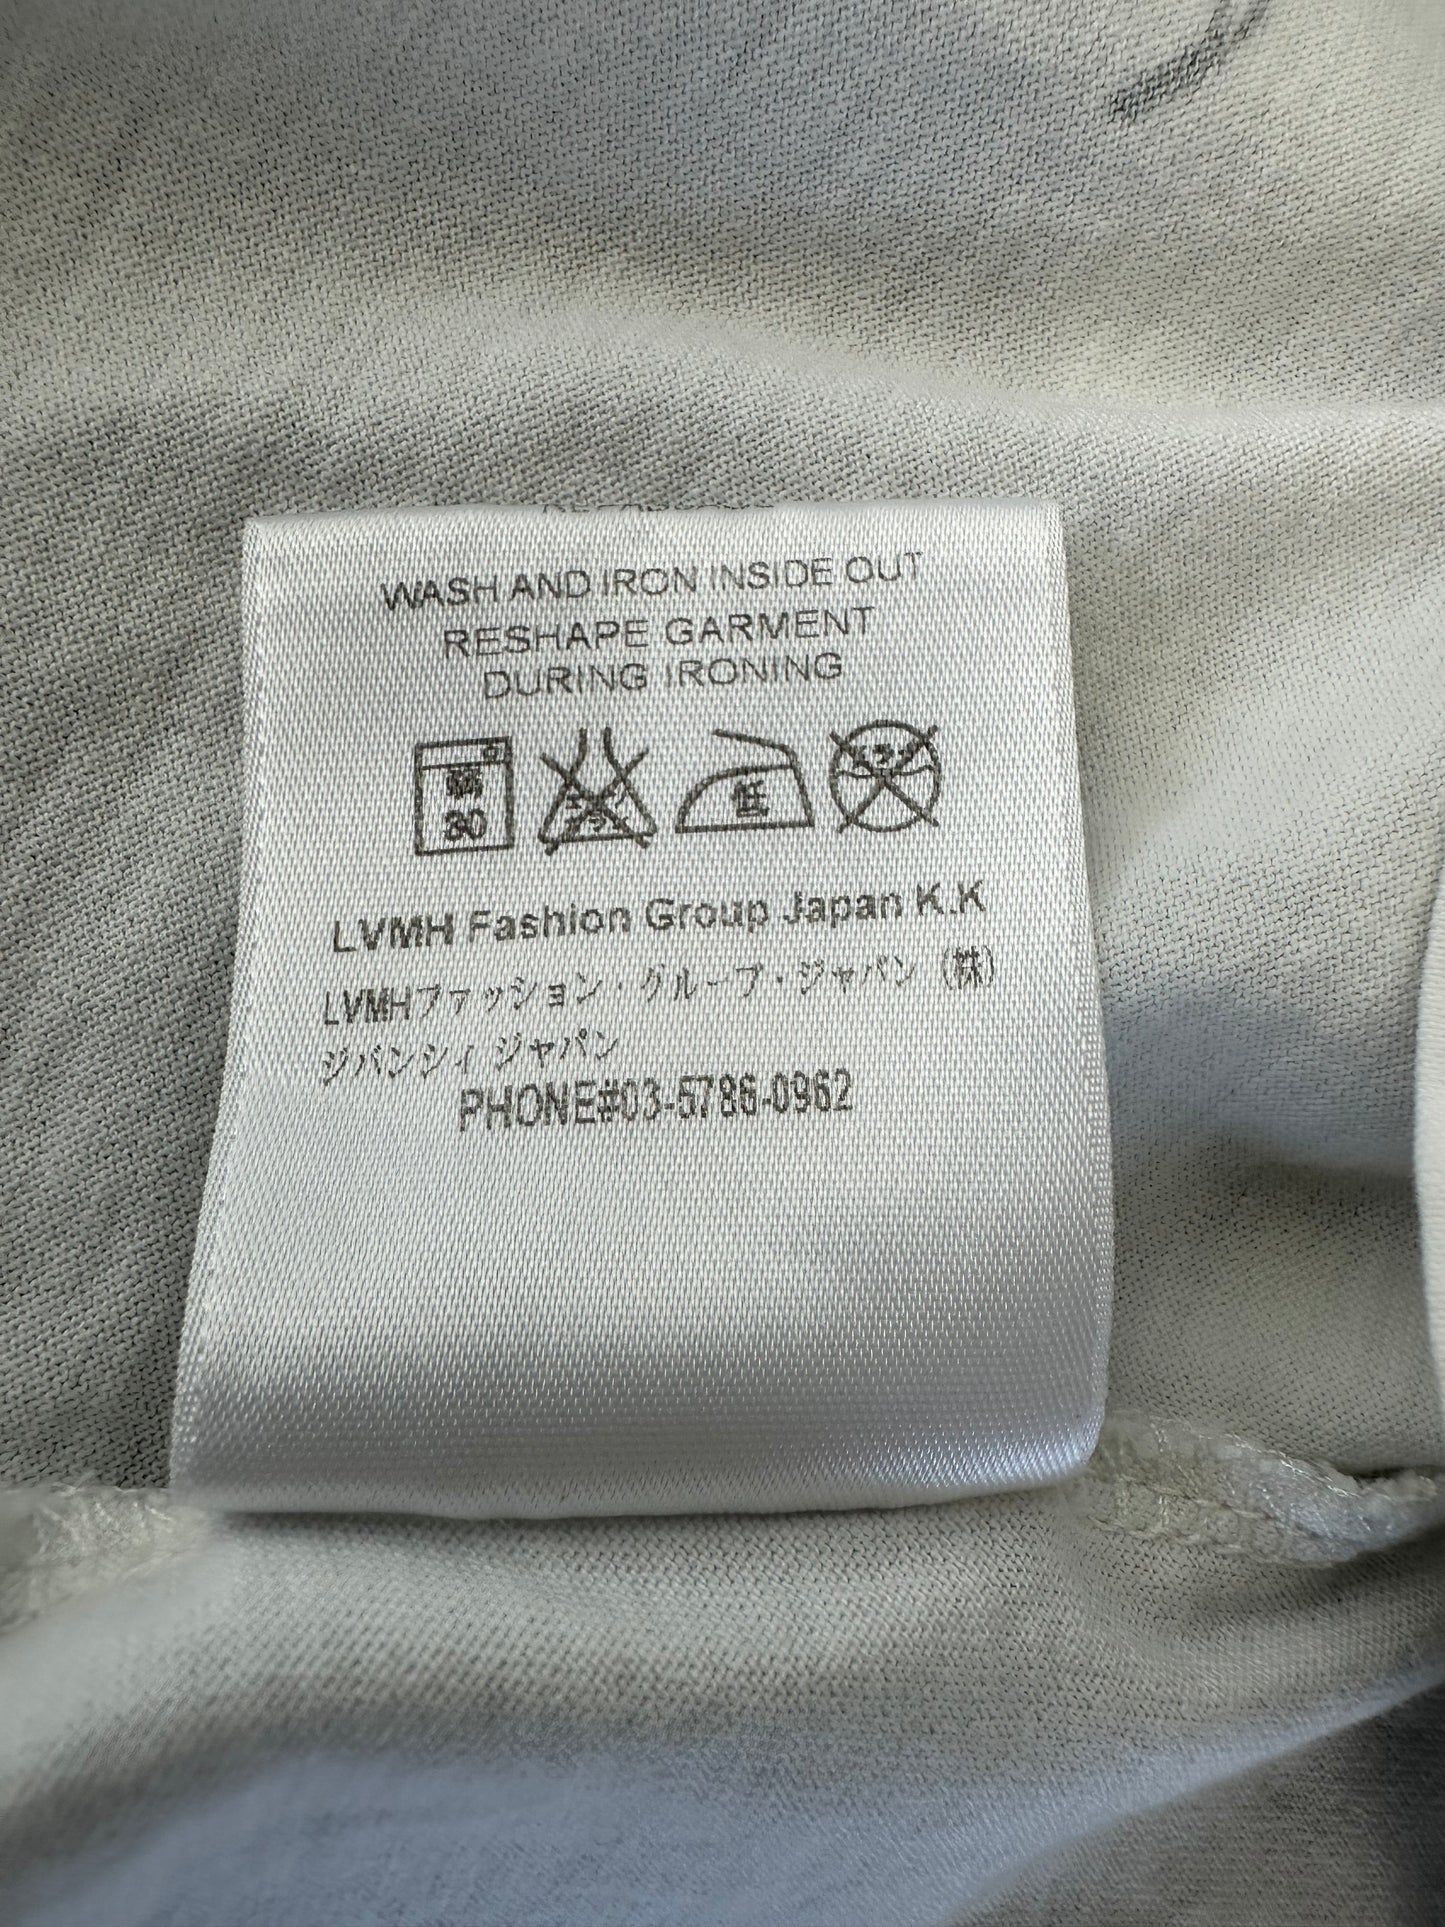 WASH AND IRON INSIDE OUT
RESHAPE GARMENT
DURING IRONING
30
低
LVMH Fashion Group Japan K.K
LVMHファッション・グループ・ジャパン (株)
ジバンシィ ジャパン
PHONE#03-5786-0962